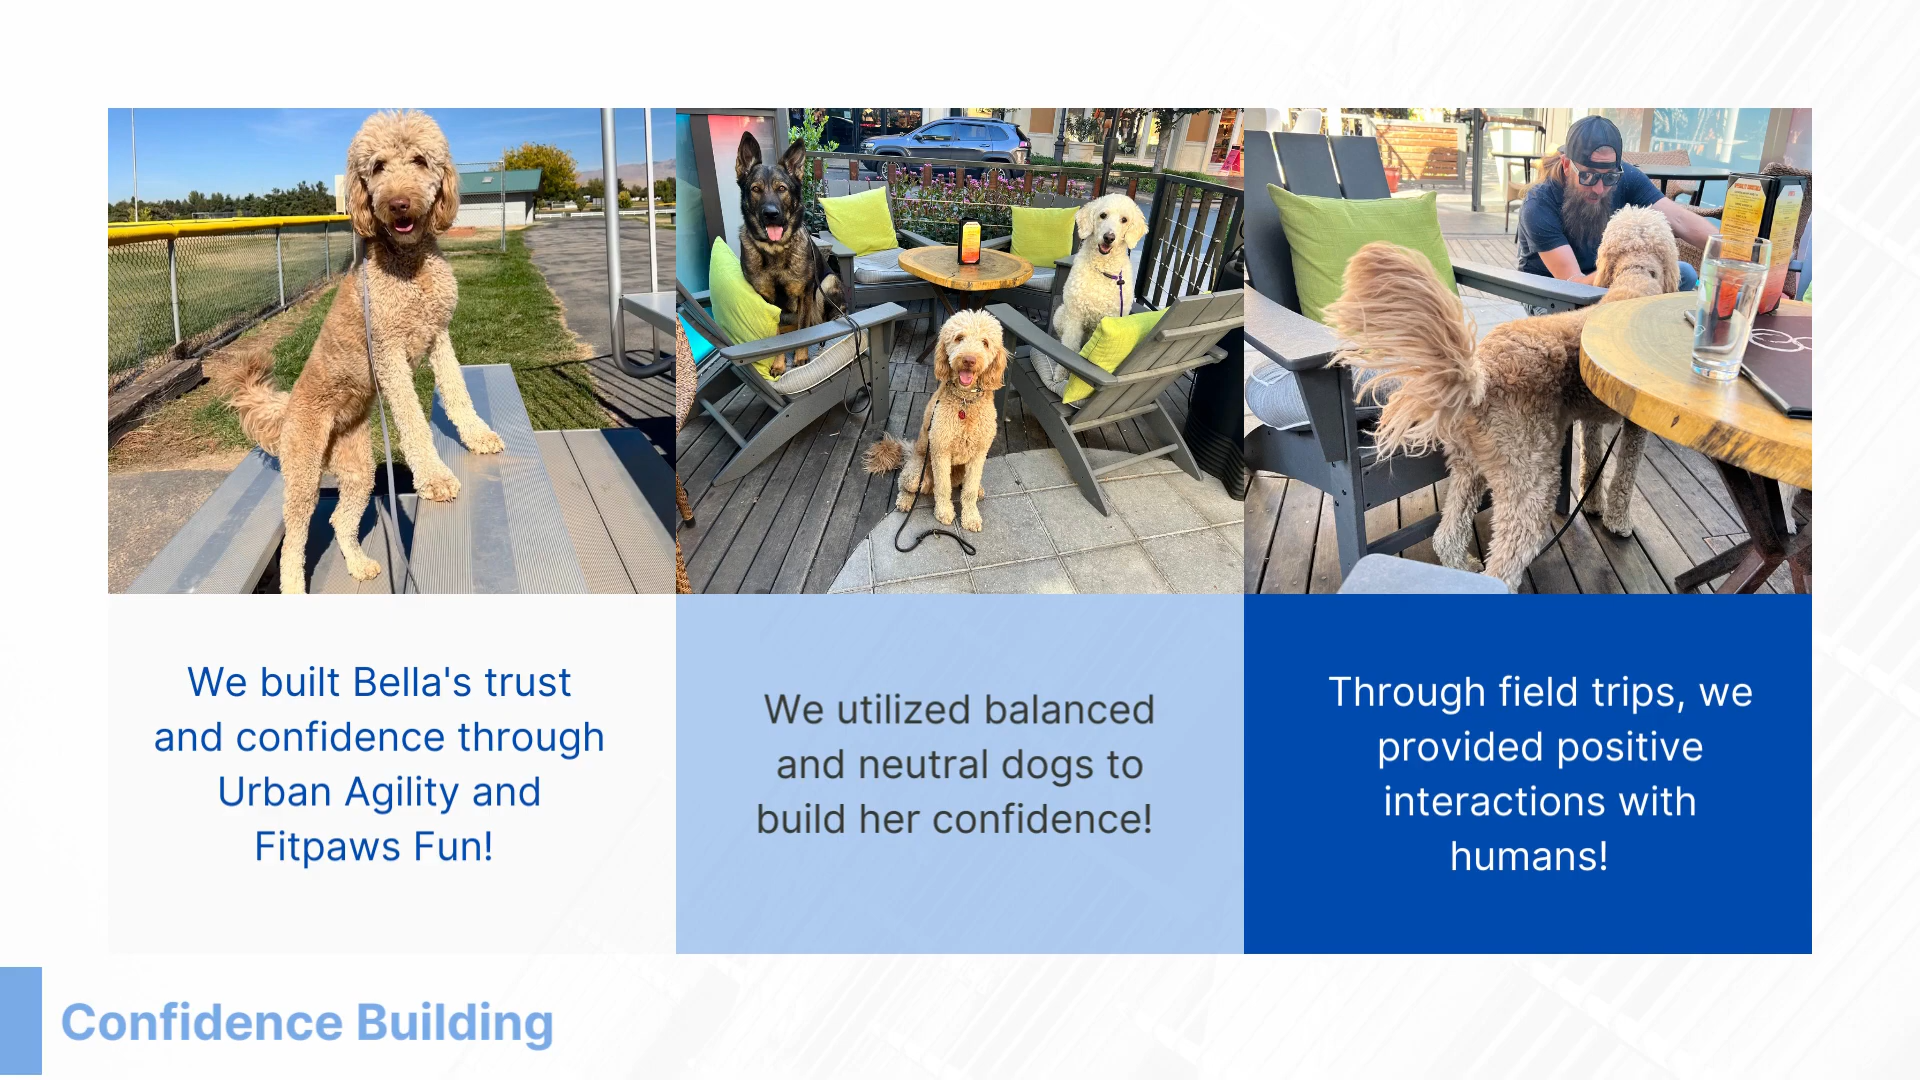 We built Bella's trust
and confidence through
Urban Agility and
Fitpaws Fun!
We utilized balanced
and neutral dogs to
build her confidence!
Through field trips, we
provided positive
interactions with
humans!
Confidence Building